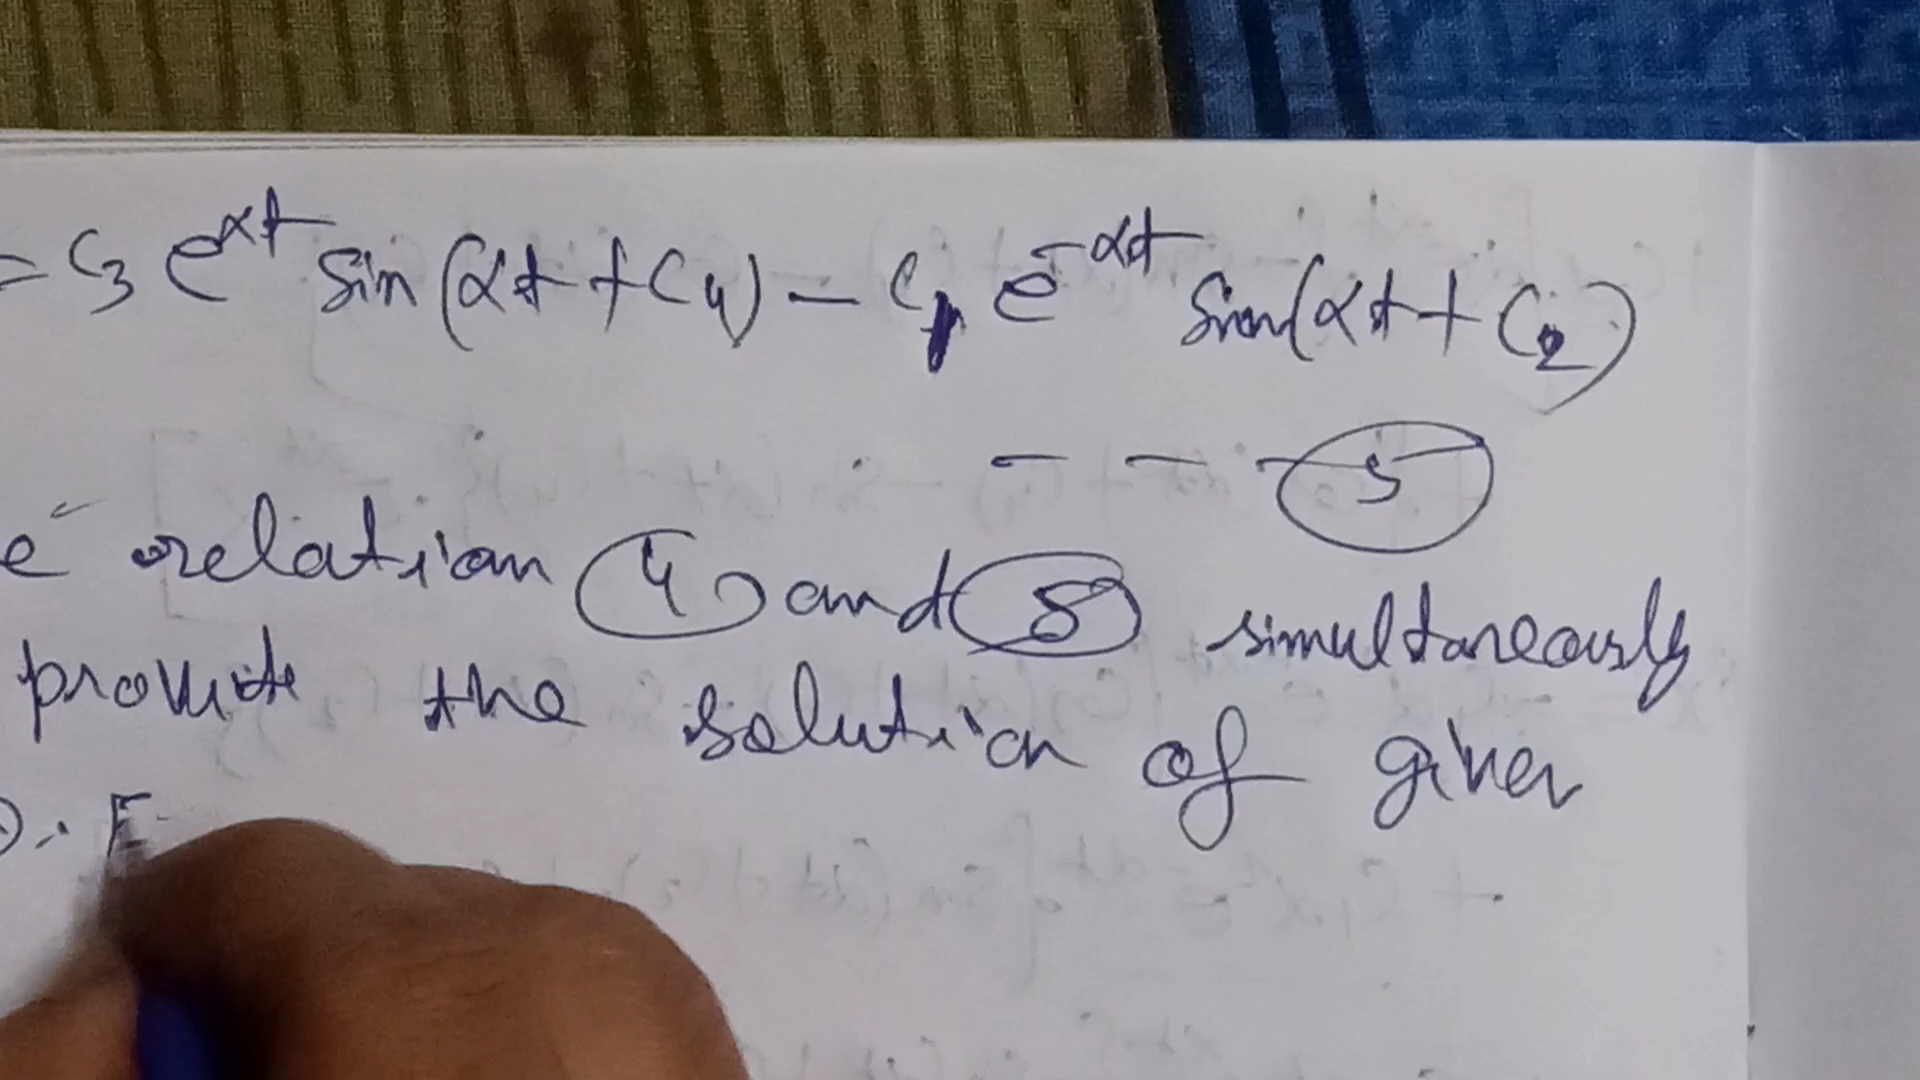 = C₃ e^αt sin(αt + C₄) - C₁ e^-αt sin(αt + C₂)
- - - 5
e relation 4 and 5 simultaneously
provide the solution of given